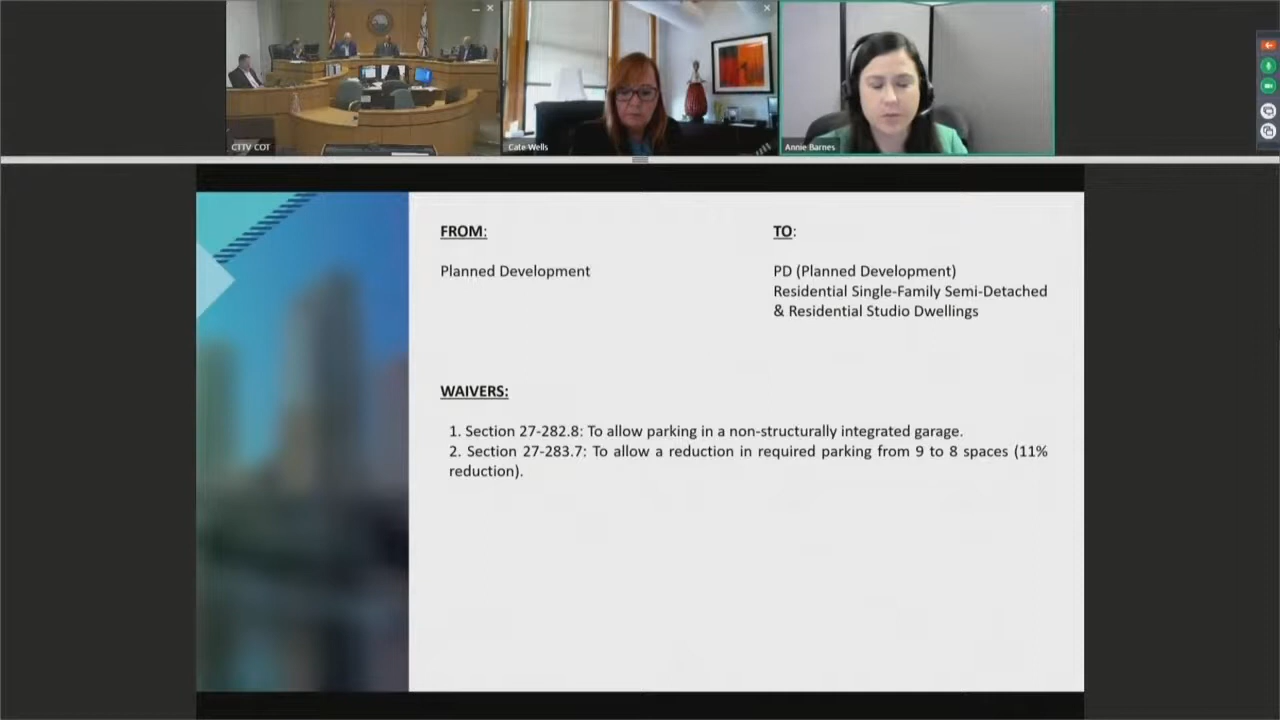 CTTV COT
Cate Wells
Annie Barnes
FROM:
TO:
Planned Development
PD (Planned Development)
Residential Single-Family Semi-Detached
& Residential Studio Dwellings
WAIVERS:
1. Section 27-282.8: To allow parking in a non-structurally integrated garage.
2. Section 27-283.7: To allow a reduction in required parking from 9 to 8 spaces (11%
reduction).